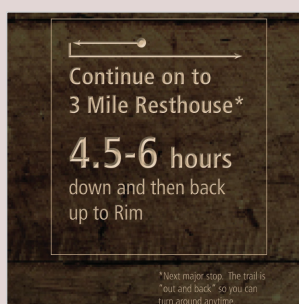 Continue on to
3 Mile Resthouse*
4.5-6 hours
down and then back
up to Rim
*Next major stop. The trail is
"out and back" so you can
turn around anytime.